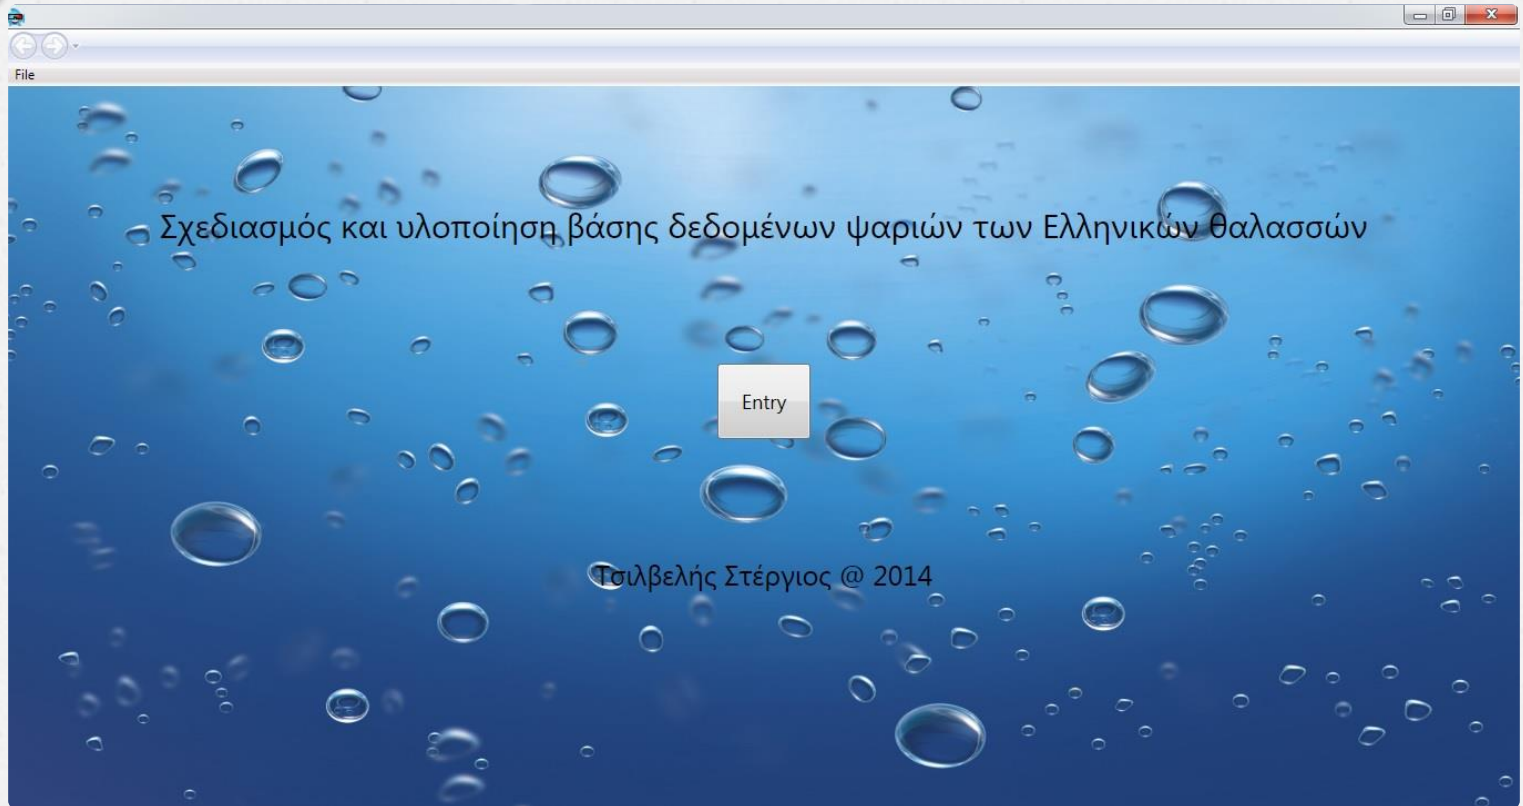 File
Σχεδιασμός και υλοποίηση βάσης δεδομένων ψαριών των Ελληνικών θαλασσών
Entry
Τσιλβελής Στέργιος @ 2014